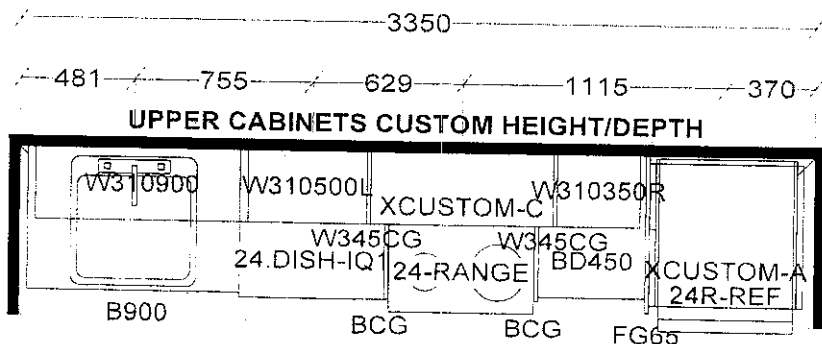 3350
481 755 629 1115 370
UPPER CABINETS CUSTOM HEIGHT/DEPTH
W310900 W310500L W310350R
XCUSTOM-C
W345CG W345CG
24.DISH-IQ1 24-RANGE BD450 XCUSTOM-A
24R-REF
B900
BCG BCG FG65